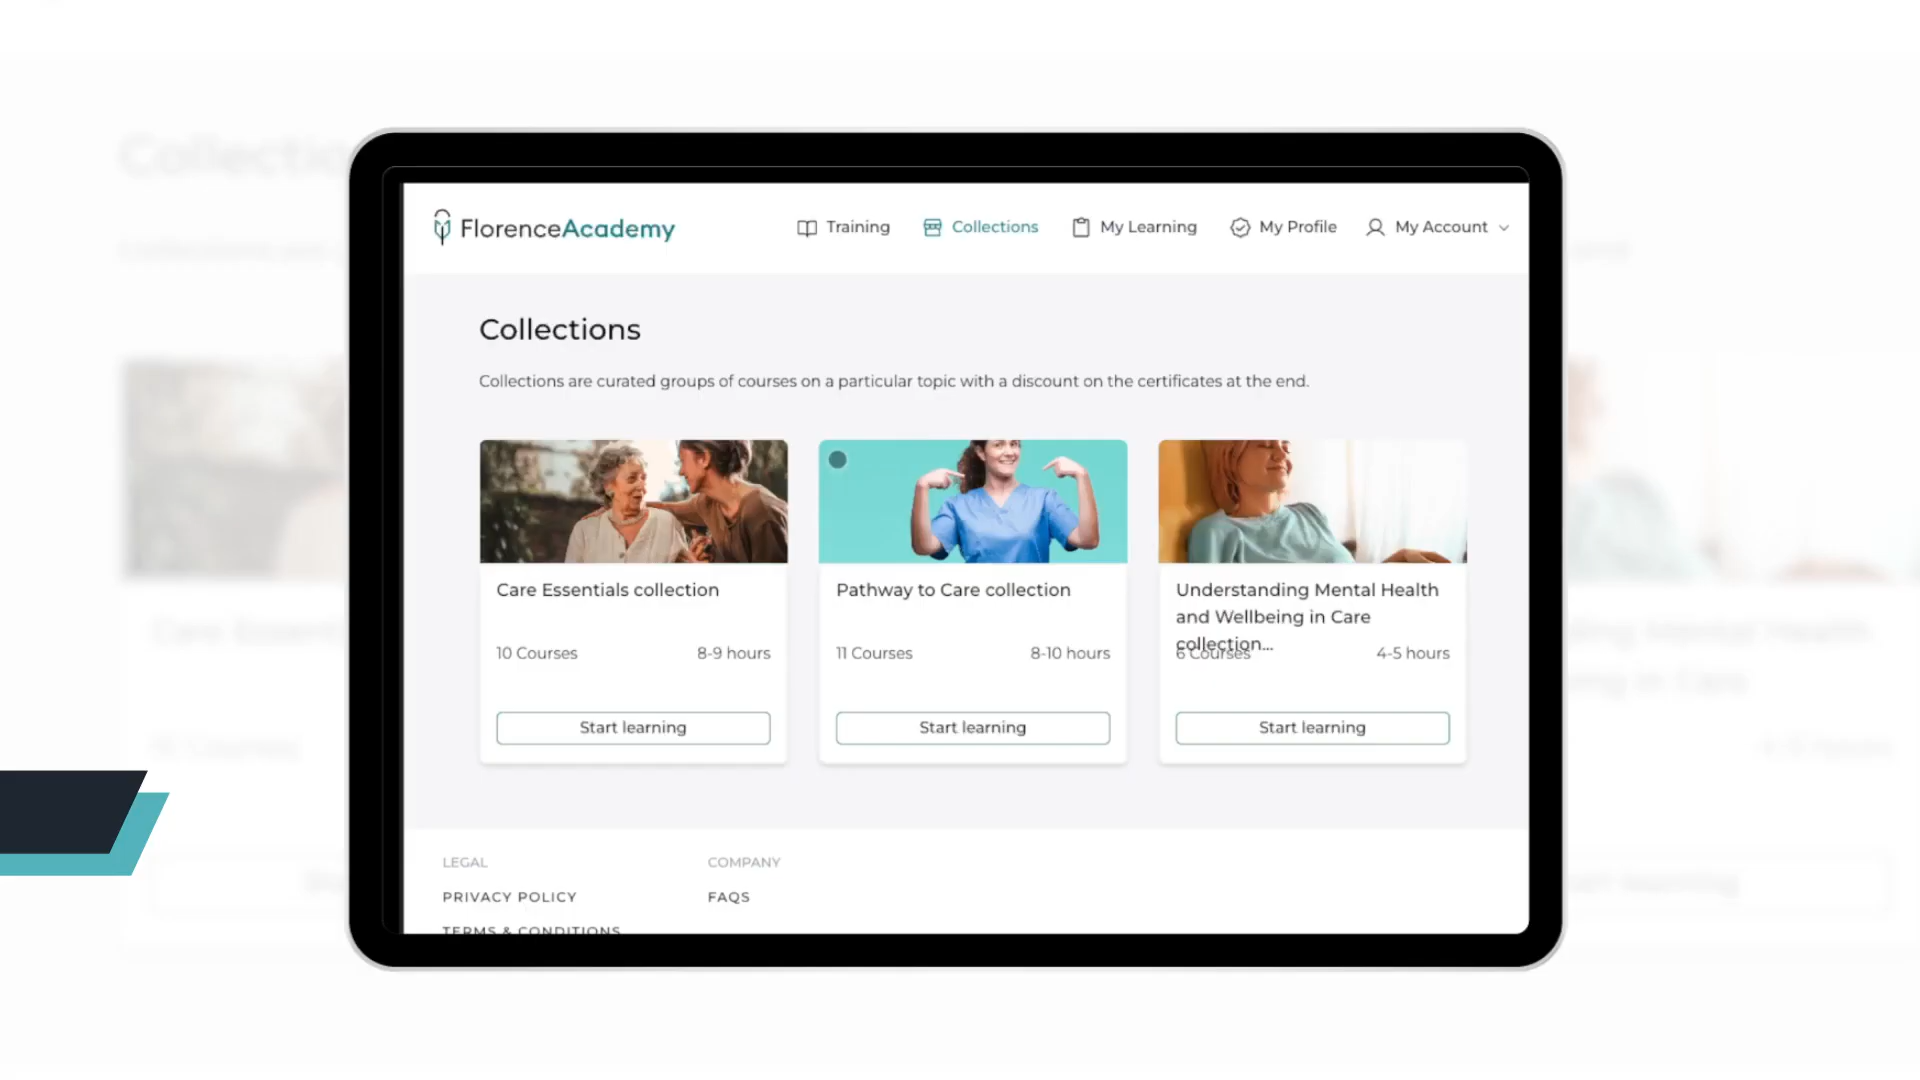 FlorenceAcademy
Training
Collections
My Learning
My Profile
My Account
Collections
Collections are curated groups of courses on a particular topic with a discount on the certificates at the end.
Care Essentials collection
10 Courses
8-9 hours
Start learning
Pathway to Care collection
11 Courses
8-10 hours
Start learning
Understanding Mental Health
and Wellbeing in Care
collection...
6 Courses
4-5 hours
Start learning
LEGAL
PRIVACY POLICY
TERMS & CONDITIONS
COMPANY
FAQS